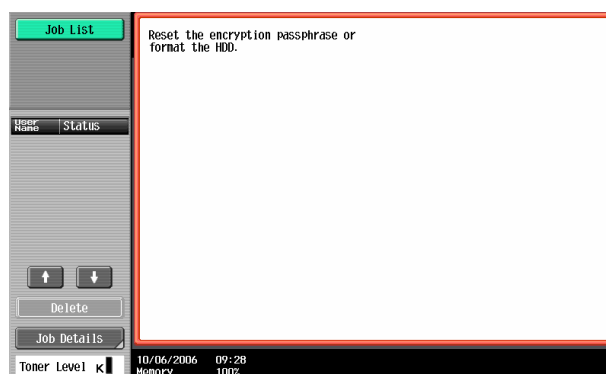 Job List
Reset the encryption passphrase or
format the HDD.
User
Name Status
Delete
Job Details
Toner Level K
10/06/2006 09:28
Memory 100%